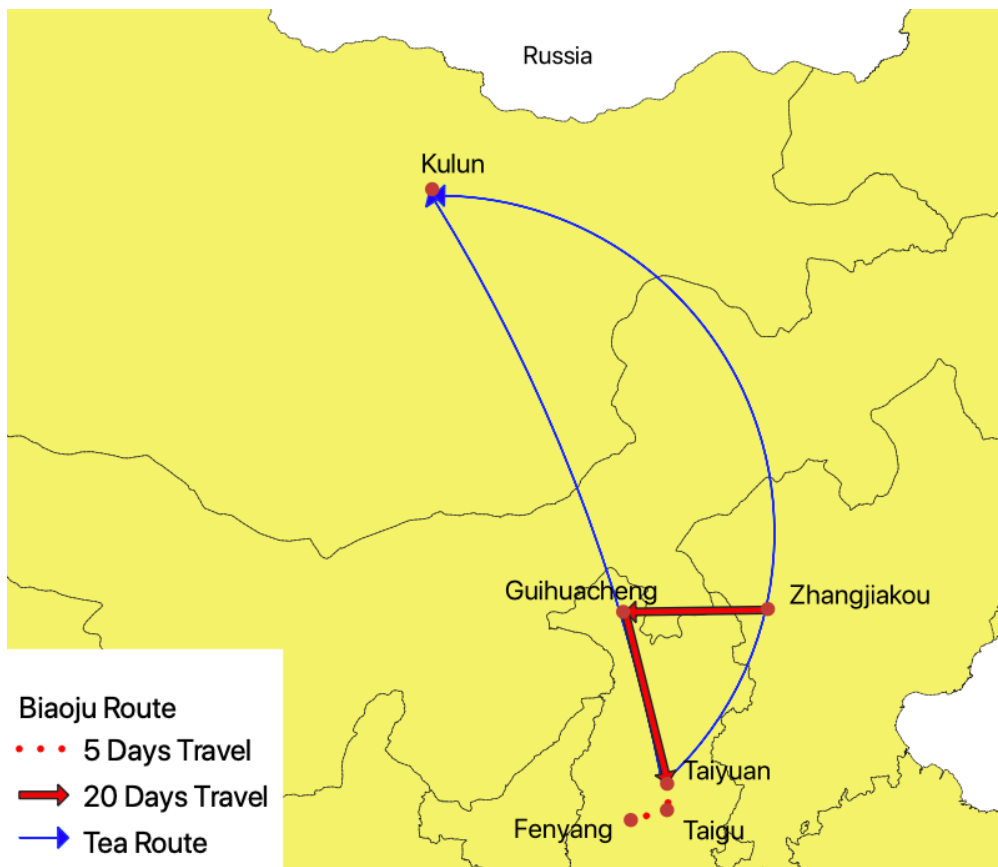 Russia
Kulun
Guihuacheng
Zhangjiakou
Taiyuan
Fenyang
Taigu
Biaoju Route
5 Days Travel
20 Days Travel
Tea Route